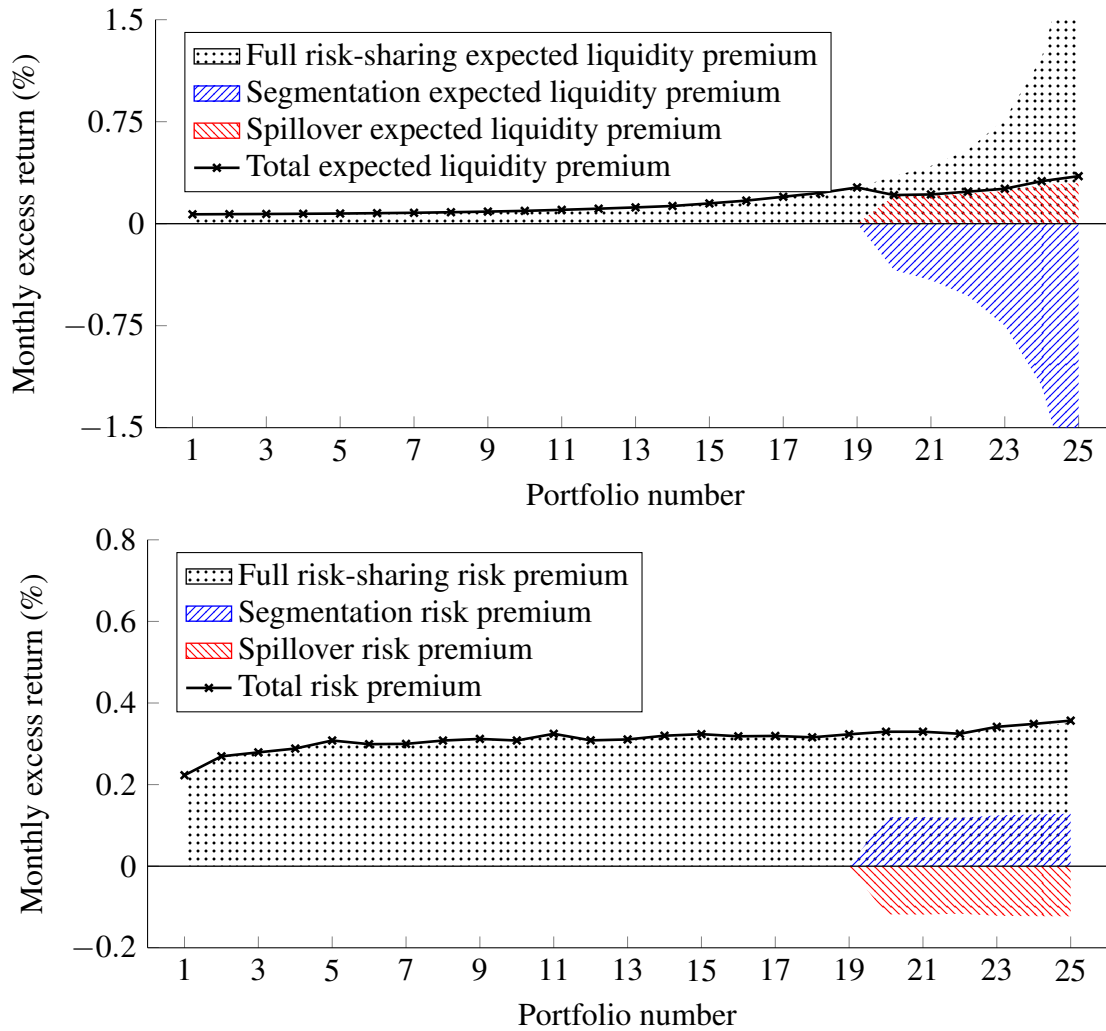 Monthly excess return (%)
1.5
0.75
0
−0.75
−1.5
Full risk-sharing expected liquidity premium
Segmentation expected liquidity premium
Spillover expected liquidity premium
Total expected liquidity premium
1 3 5 7 9 11 13 15 17 19 21 23 25
Portfolio number
Monthly excess return (%)
0.8
0.6
0.4
0.2
0
−0.2
Full risk-sharing risk premium
Segmentation risk premium
Spillover risk premium
Total risk premium
1 3 5 7 9 11 13 15 17 19 21 23 25
Portfolio number